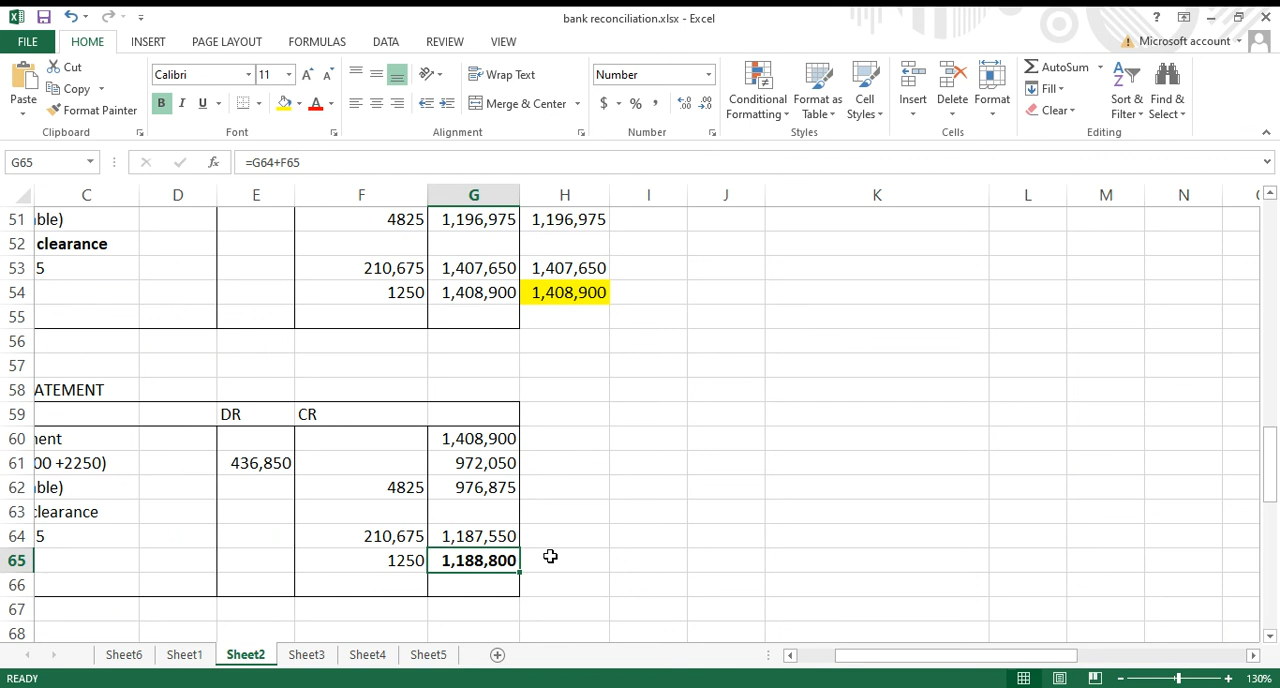 bank reconciliation.xlsx - Excel
?
FILE HOME INSERT PAGE LAYOUT FORMULAS DATA REVIEW VIEW Microsoft account
Cut
Copy
Format Painter
Paste
Clipboard
Calibri 11 A A
B I U A
Font
Wrap Text
Merge & Center
Alignment
Number
$ % ,
Number
Conditional Formatting
Format as Table
Cell Styles
Styles
Insert Delete Format
Cells
AutoSum
Fill
Clear
Sort & Filter
Find & Select
Editing
G65 fx =G64+F65
C D E F G H I J K L M N
51 ble) 4825 1,196,975 1,196,975
52 clearance
53 5 210,675 1,407,650 1,407,650
54 1250 1,408,900 1,408,900
55
56
57
58 ATEMENT
59 DR CR
60 nent 1,408,900
61 00 +2250) 436,850 972,050
62 ble) 4825 976,875
63 clearance
64 5 210,675 1,187,550
65 1250 1,188,800
66
67
68
Sheet6 Sheet1 Sheet2 Sheet3 Sheet4 Sheet5
READY 130%